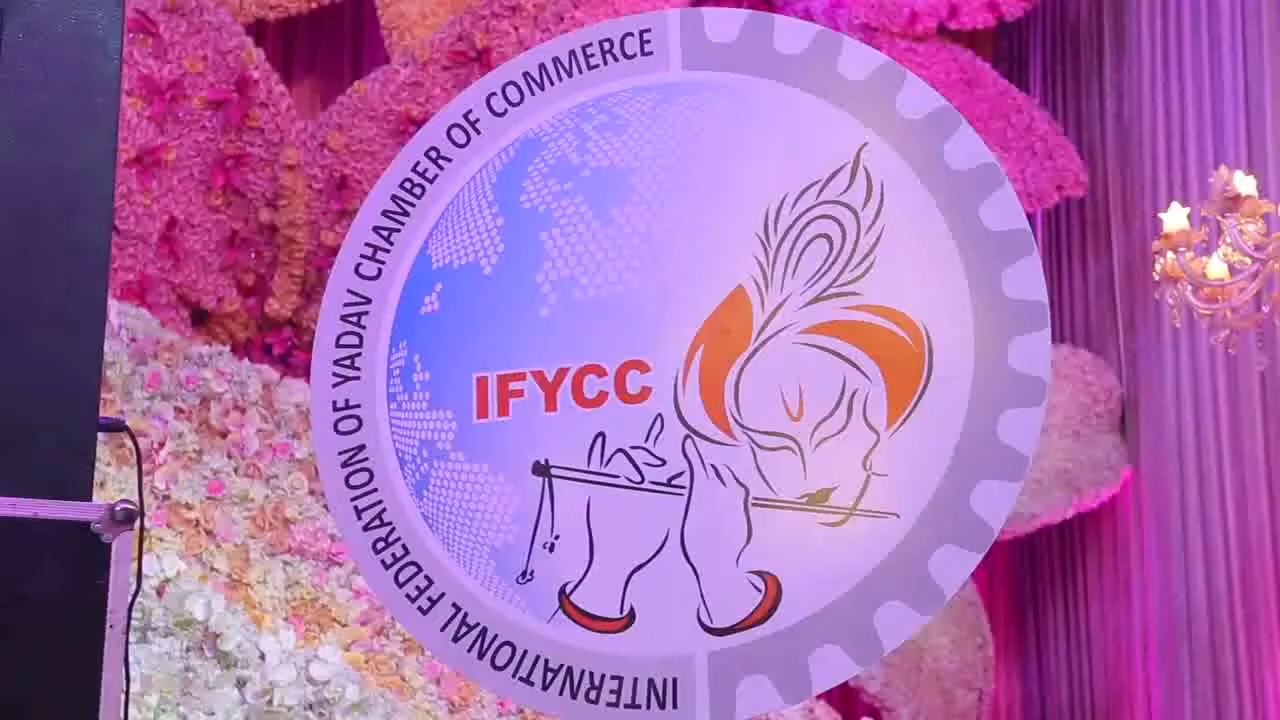 INTERNATIONAL FEDERATION OF YADAV CHAMBER OF COMMERCE
IFYCC